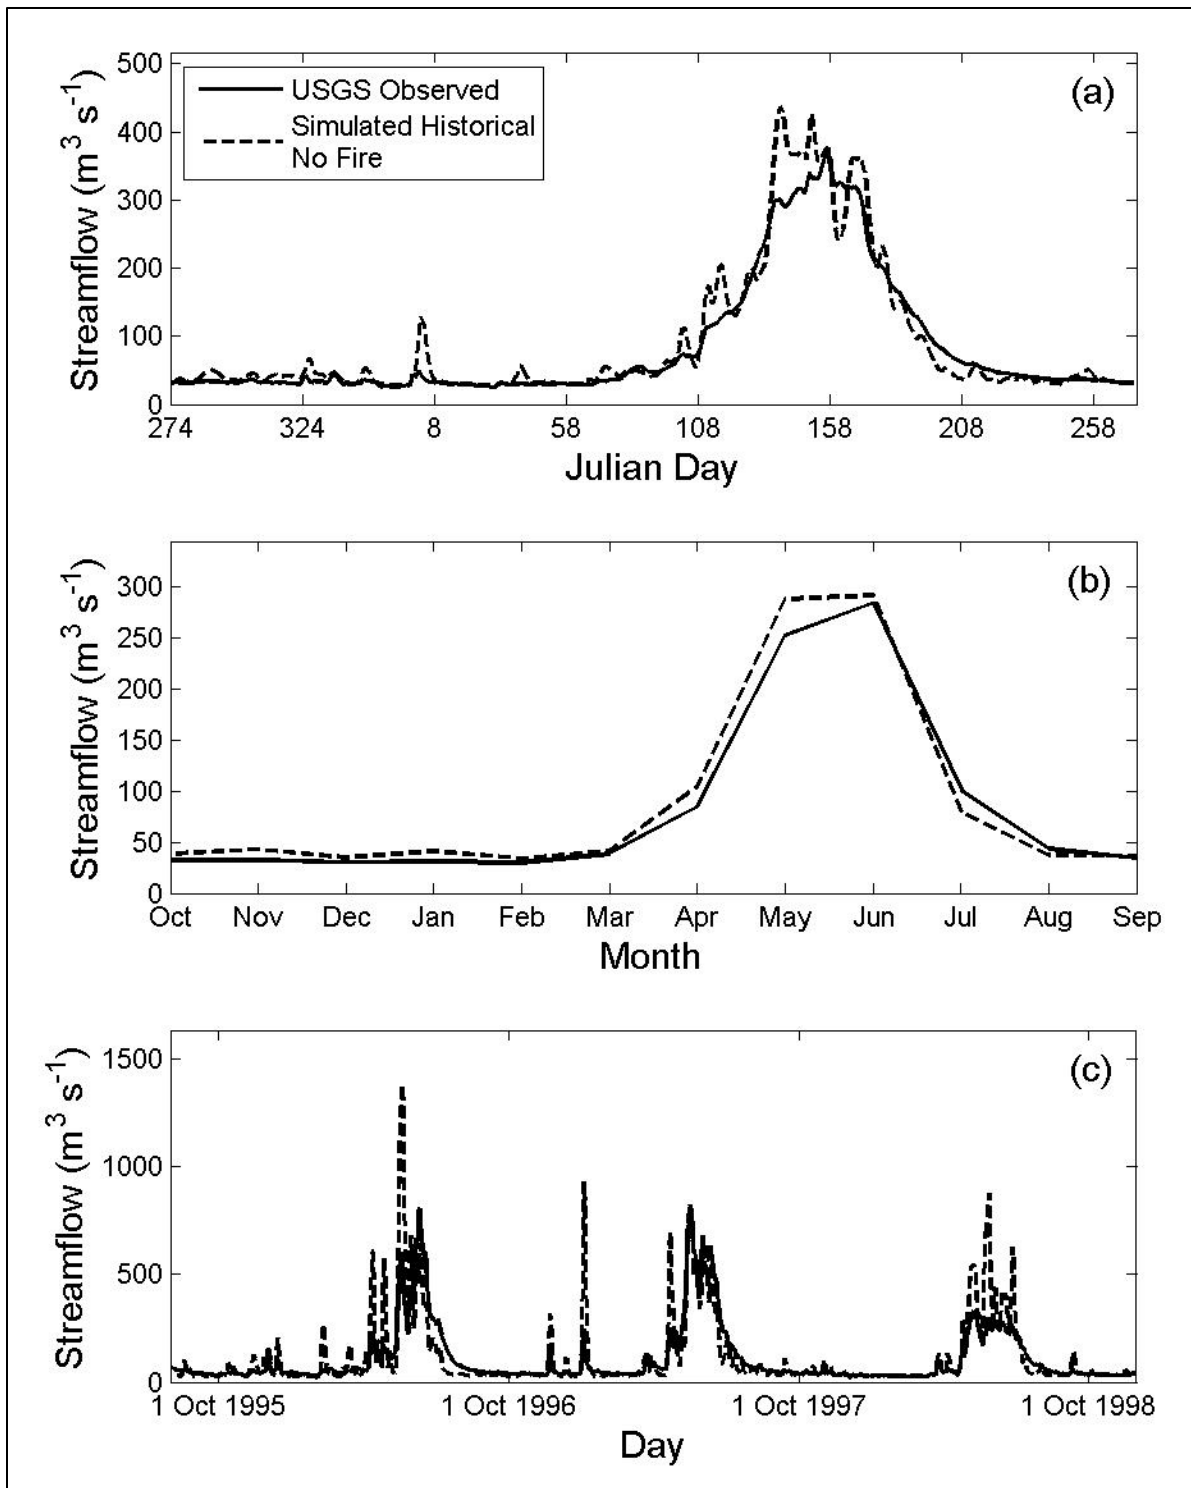 (a)
USGS Observed
Simulated Historical
No Fire
500
400
300
200
100
0
Streamflow (m³ s⁻¹)
274 324 8 58 108 158 208 258
Julian Day
(b)
300
250
200
150
100
50
0
Streamflow (m³ s⁻¹)
Oct Nov Dec Jan Feb Mar Apr May Jun Jul Aug Sep
Month
(c)
1500
1000
500
0
Streamflow (m³ s⁻¹)
1 Oct 1995 1 Oct 1996 1 Oct 1997 1 Oct 1998
Day